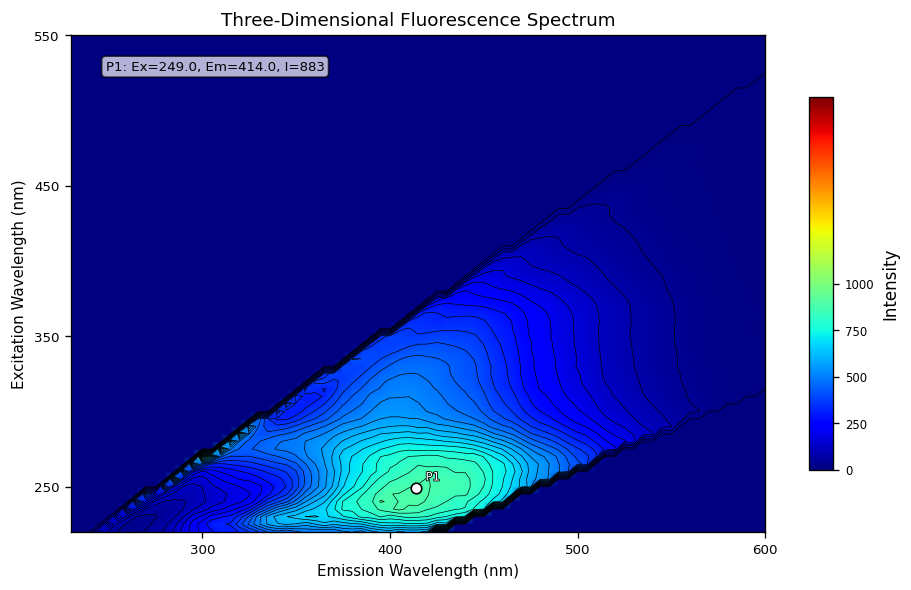 Three-Dimensional Fluorescence Spectrum
P1: Ex=249.0, Em=414.0, I=883
P1
550
450
350
250
Excitation Wavelength (nm)
300
400
500
600
Emission Wavelength (nm)
1000
750
500
250
0
Intensity